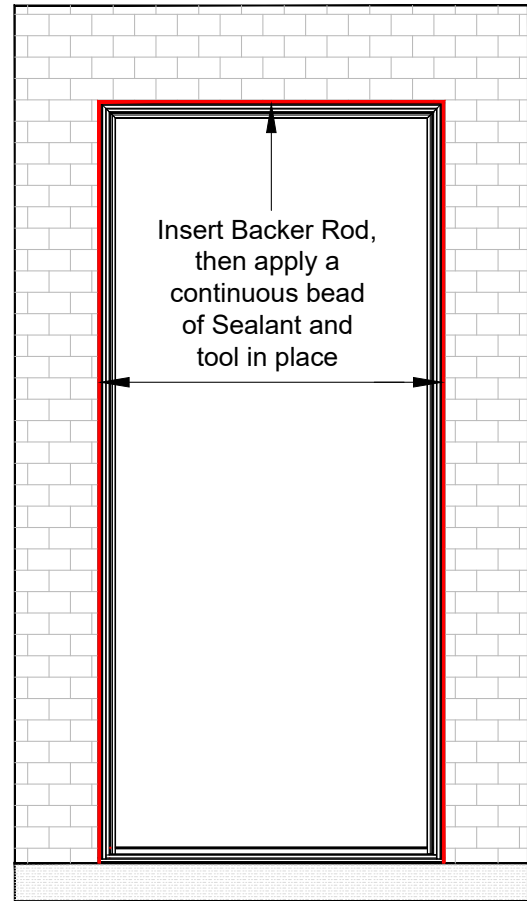 Insert Backer Rod,
then apply a
continuous bead
of Sealant and
tool in place